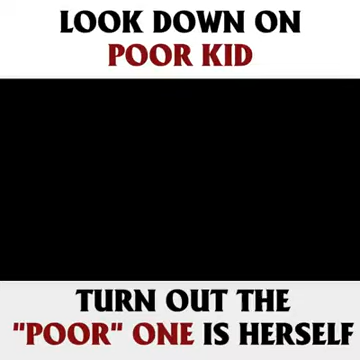 LOOK DOWN ON
POOR KID
TURN OUT THE
"POOR" ONE IS HERSELF